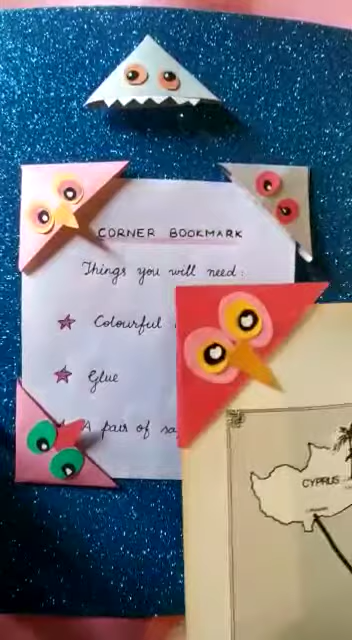 CORNER BOOKMARK
Things you will need:
Colourful
Glue
A pair of
CYPRUS